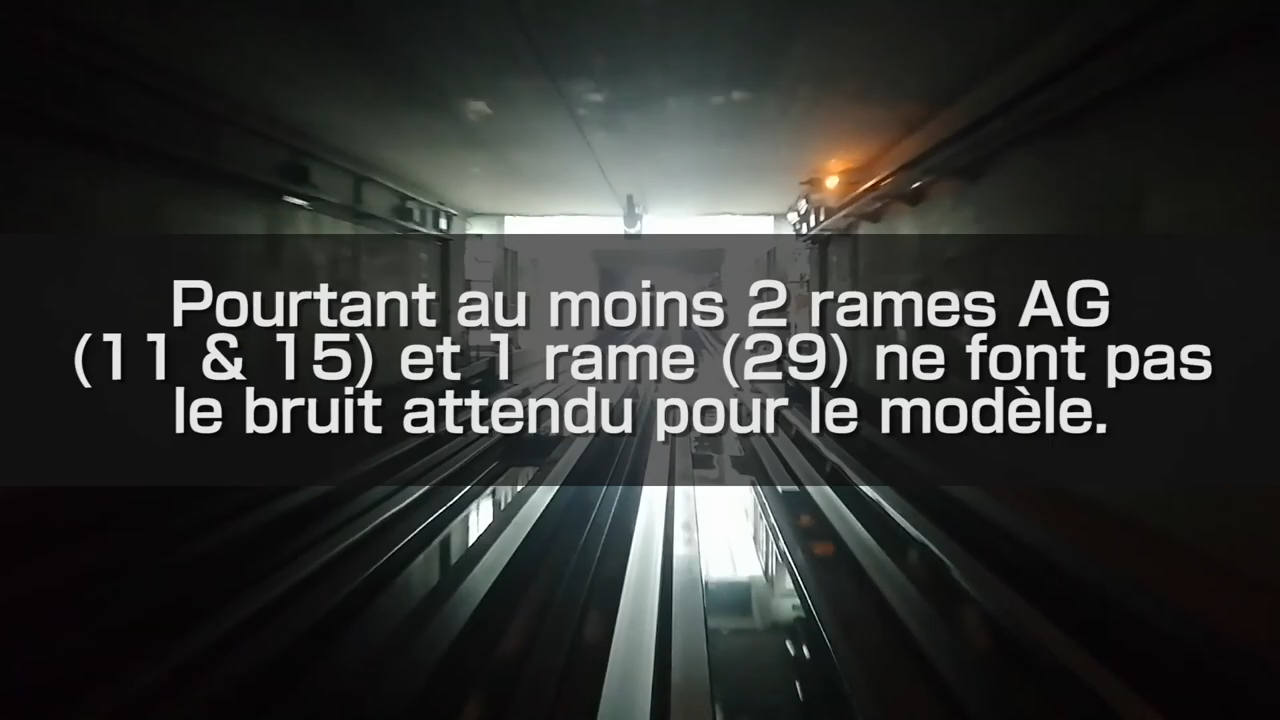 Pourtant au moins 2 rames AG
(11 & 15) et 1 rame (29) ne font pas
le bruit attendu pour le modèle.